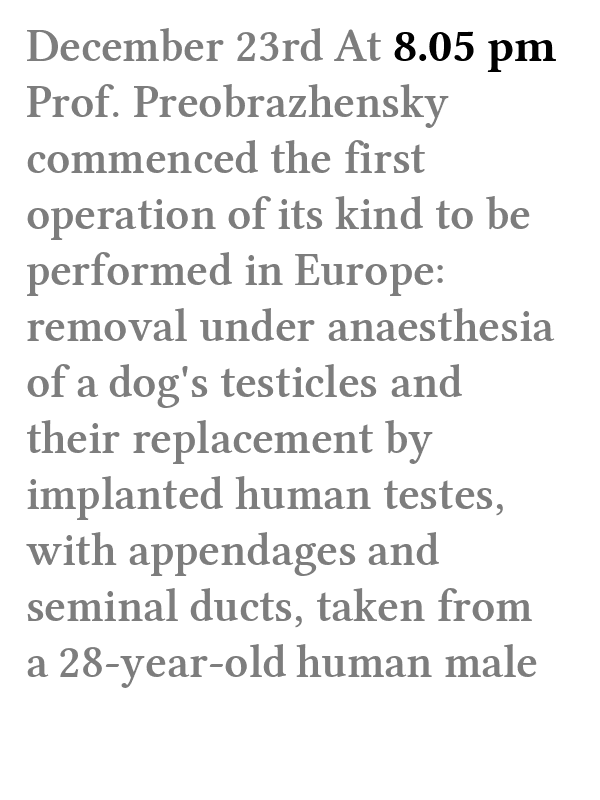 December 23rd At 8.05 pm
Prof. Preobrazhensky
commenced the first
operation of its kind to be
performed in Europe:
removal under anaesthesia
of a dog's testicles and
their replacement by
implanted human testes,
with appendages and
seminal ducts, taken from
a 28-year-old human male